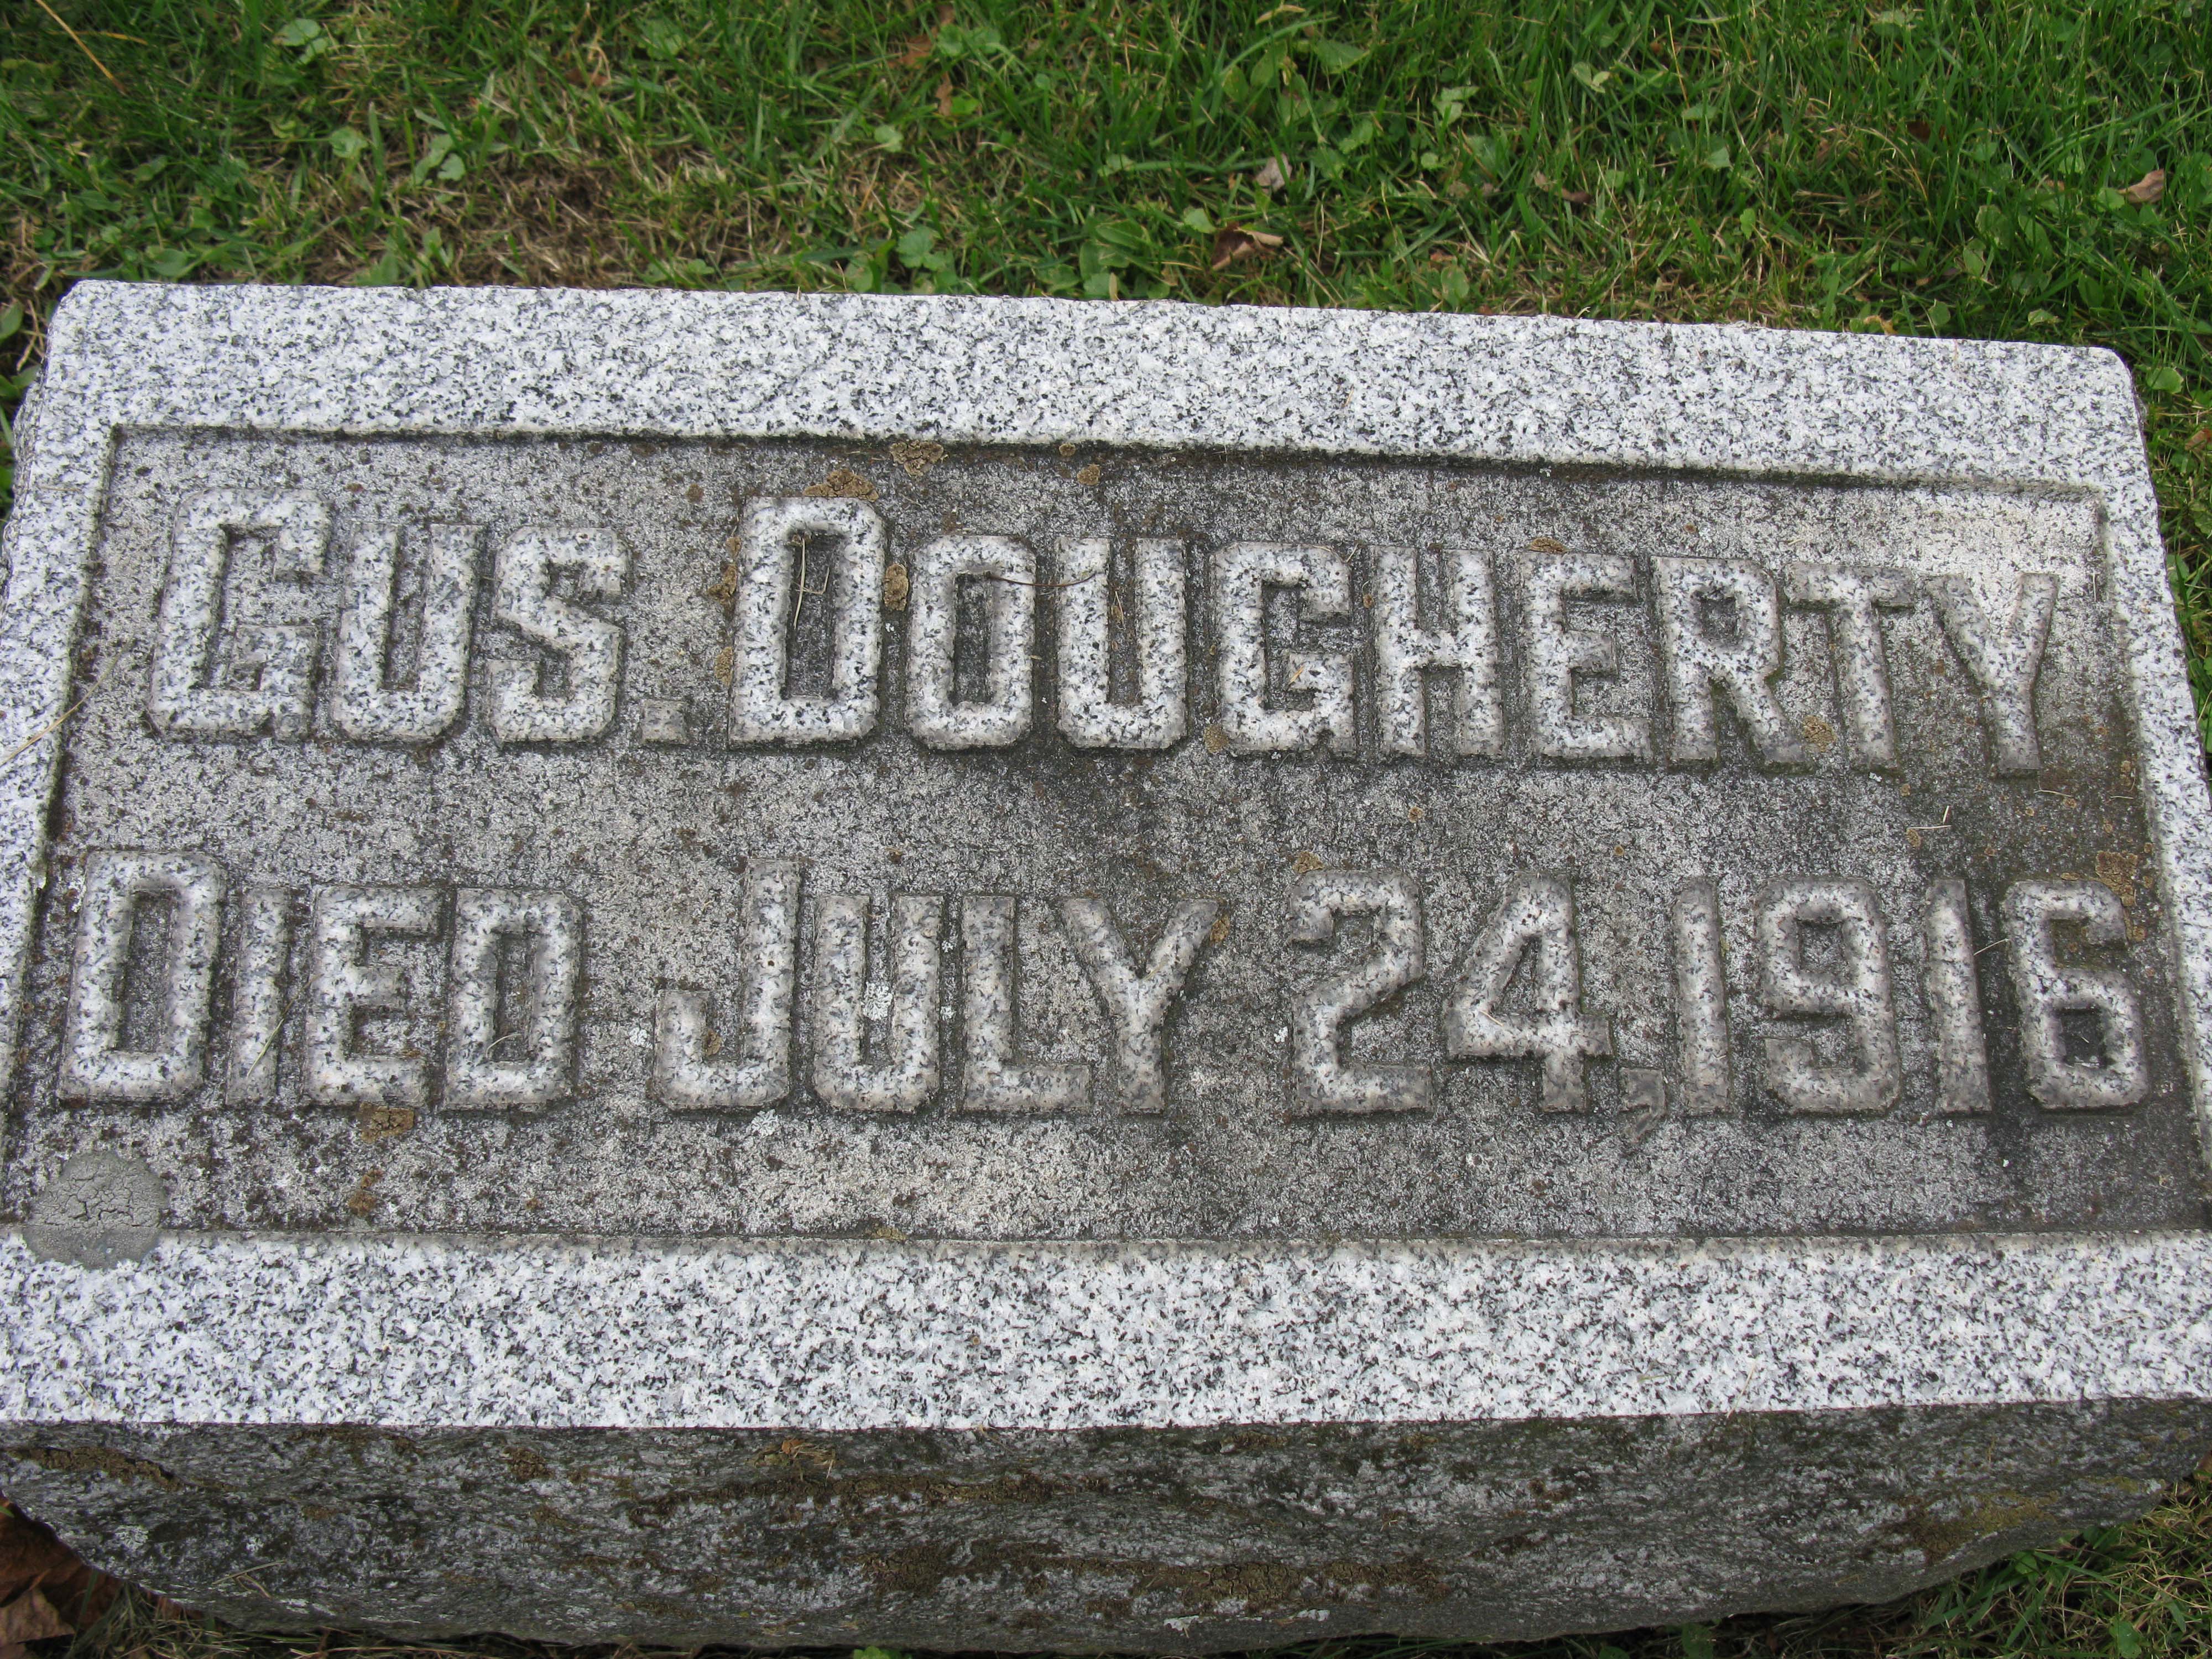 GUS. DOUGHERTY
DIED JULY 24, 1916